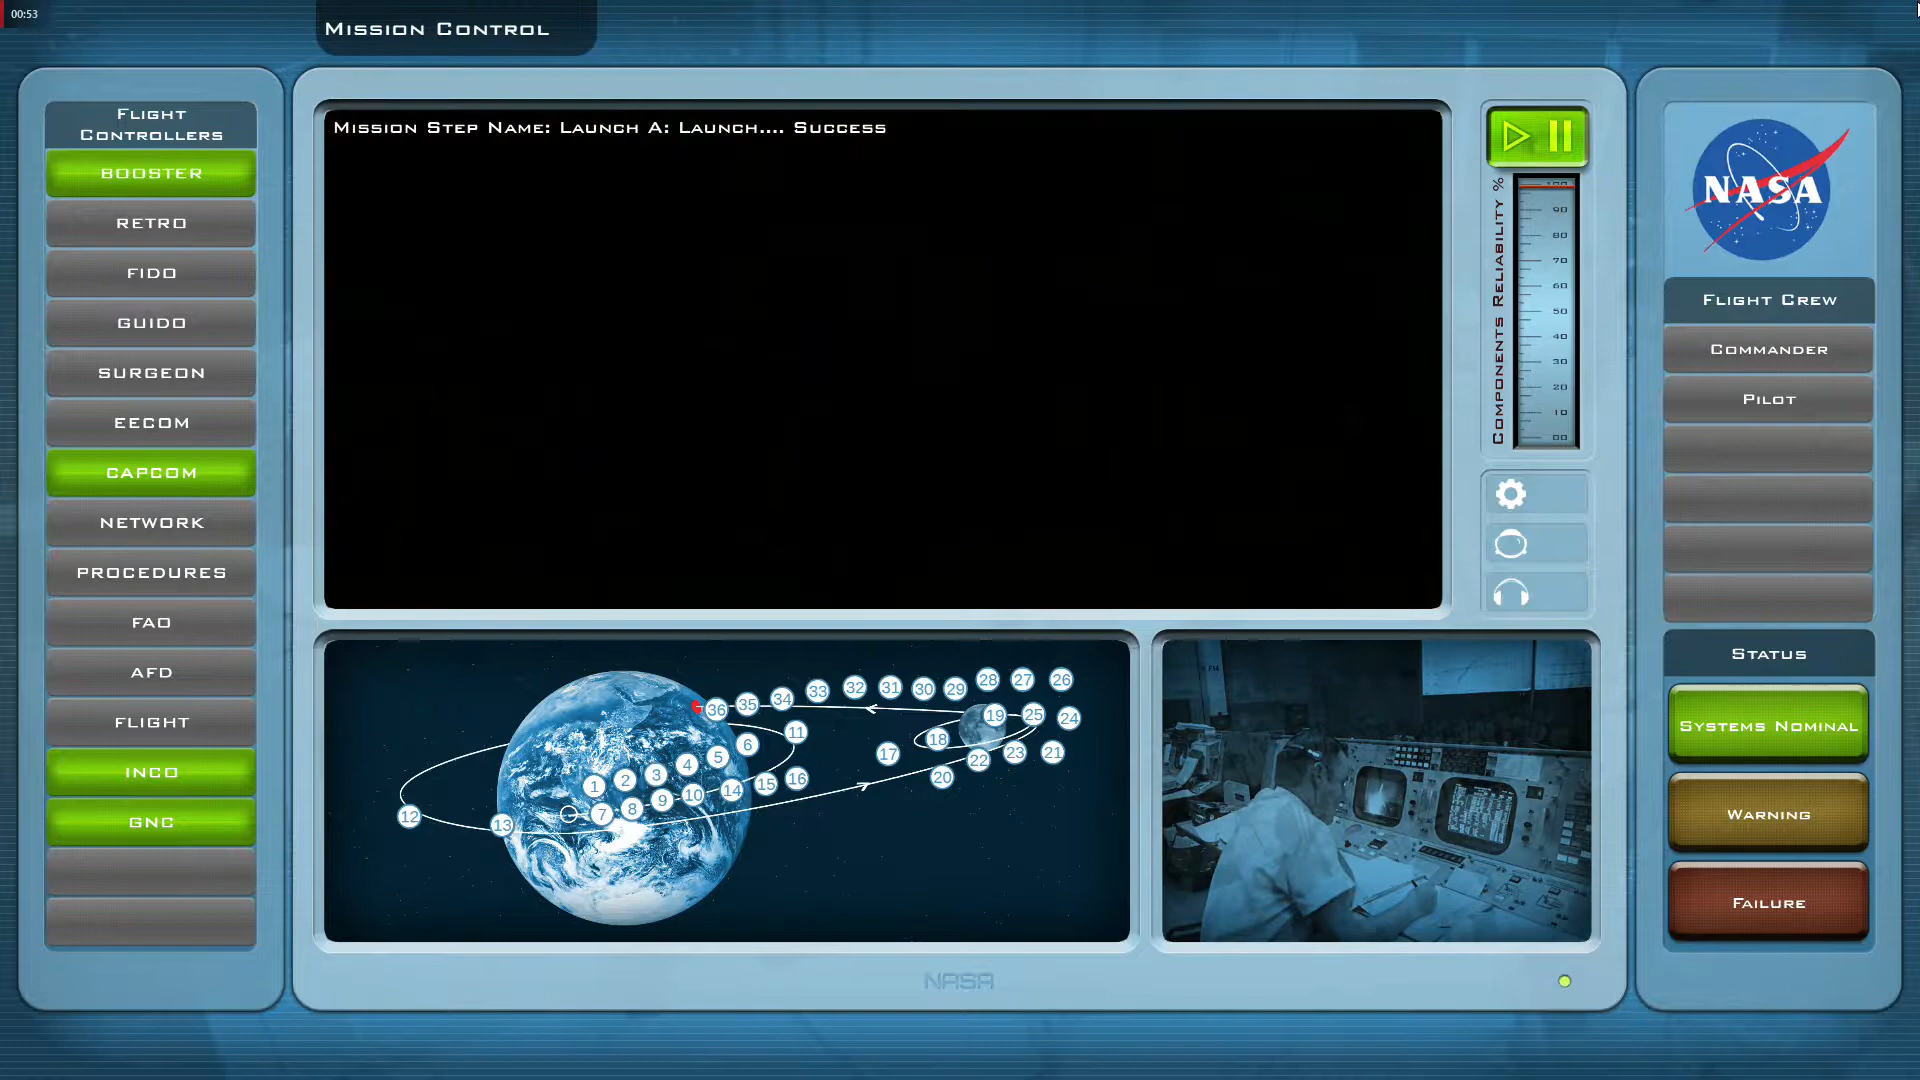 00:53
Mission Control
Flight
Controllers
BOOSTER
RETRO
FIDO
GUIDO
SURGEON
EECOM
CAPCOM
NETWORK
PROCEDURES
FAO
AFD
FLIGHT
INCO
GNC
Mission Step Name: Launch A: Launch.... Success
Components Reliability %
100
90
80
70
60
50
40
30
20
10
00
NASA
Flight Crew
Commander
Pilot
Status
Systems Nominal
Warning
Failure
36 35 34 33 32 31 30 29 28 27 26
11 19 25 24
6 18 17 23 21
5 4 3 2 1 22
16 15 14 10 9 8 7 20
12 13
NASA